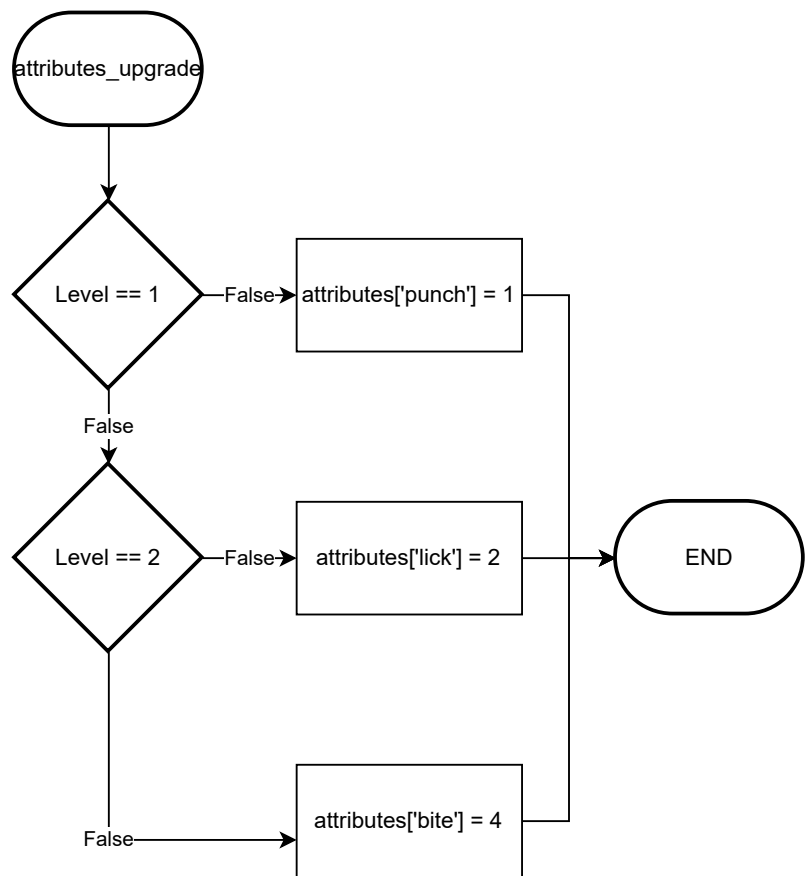 attributes_upgrade
Level == 1
False
attributes['punch'] = 1
False
Level == 2
False
attributes['lick'] = 2
END
False
attributes['bite'] = 4